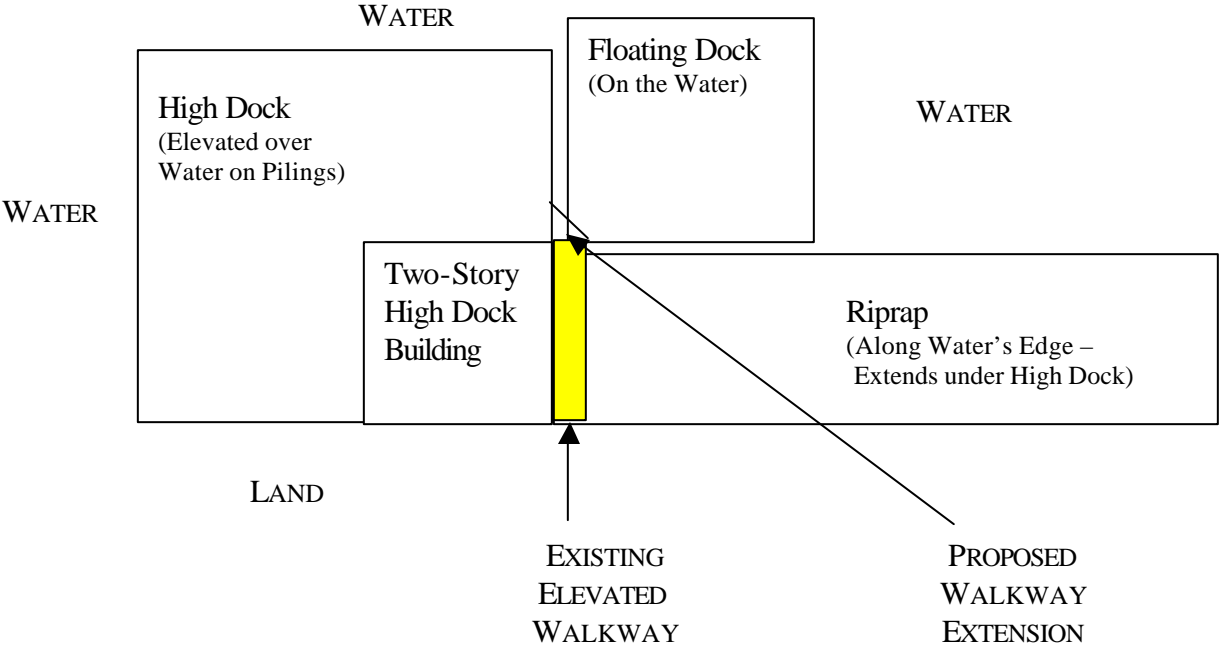 WATER
Floating Dock
(On the Water)
High Dock
(Elevated over
Water on Pilings)
WATER
WATER
Two-Story
High Dock
Building
Riprap
(Along Water's Edge –
Extends under High Dock)
LAND
EXISTING
ELEVATED
WALKWAY
PROPOSED
WALKWAY
EXTENSION